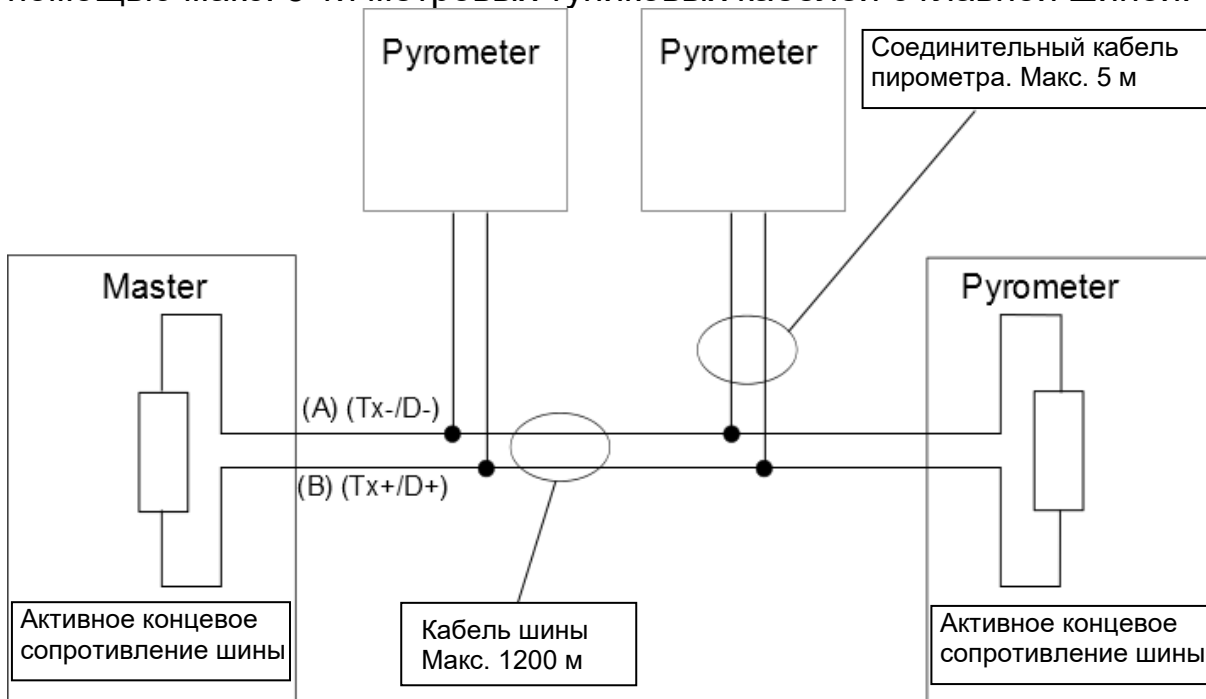 Pyrometer
Pyrometer
Соединительный кабель
пирометра. Макс. 5 м
Master
Pyrometer
(A) (Tx-/D-)
(B) (Tx+/D+)
Активное концевое
сопротивление шины
Кабель шины
Макс. 1200 м
Активное концевое
сопротивление шины